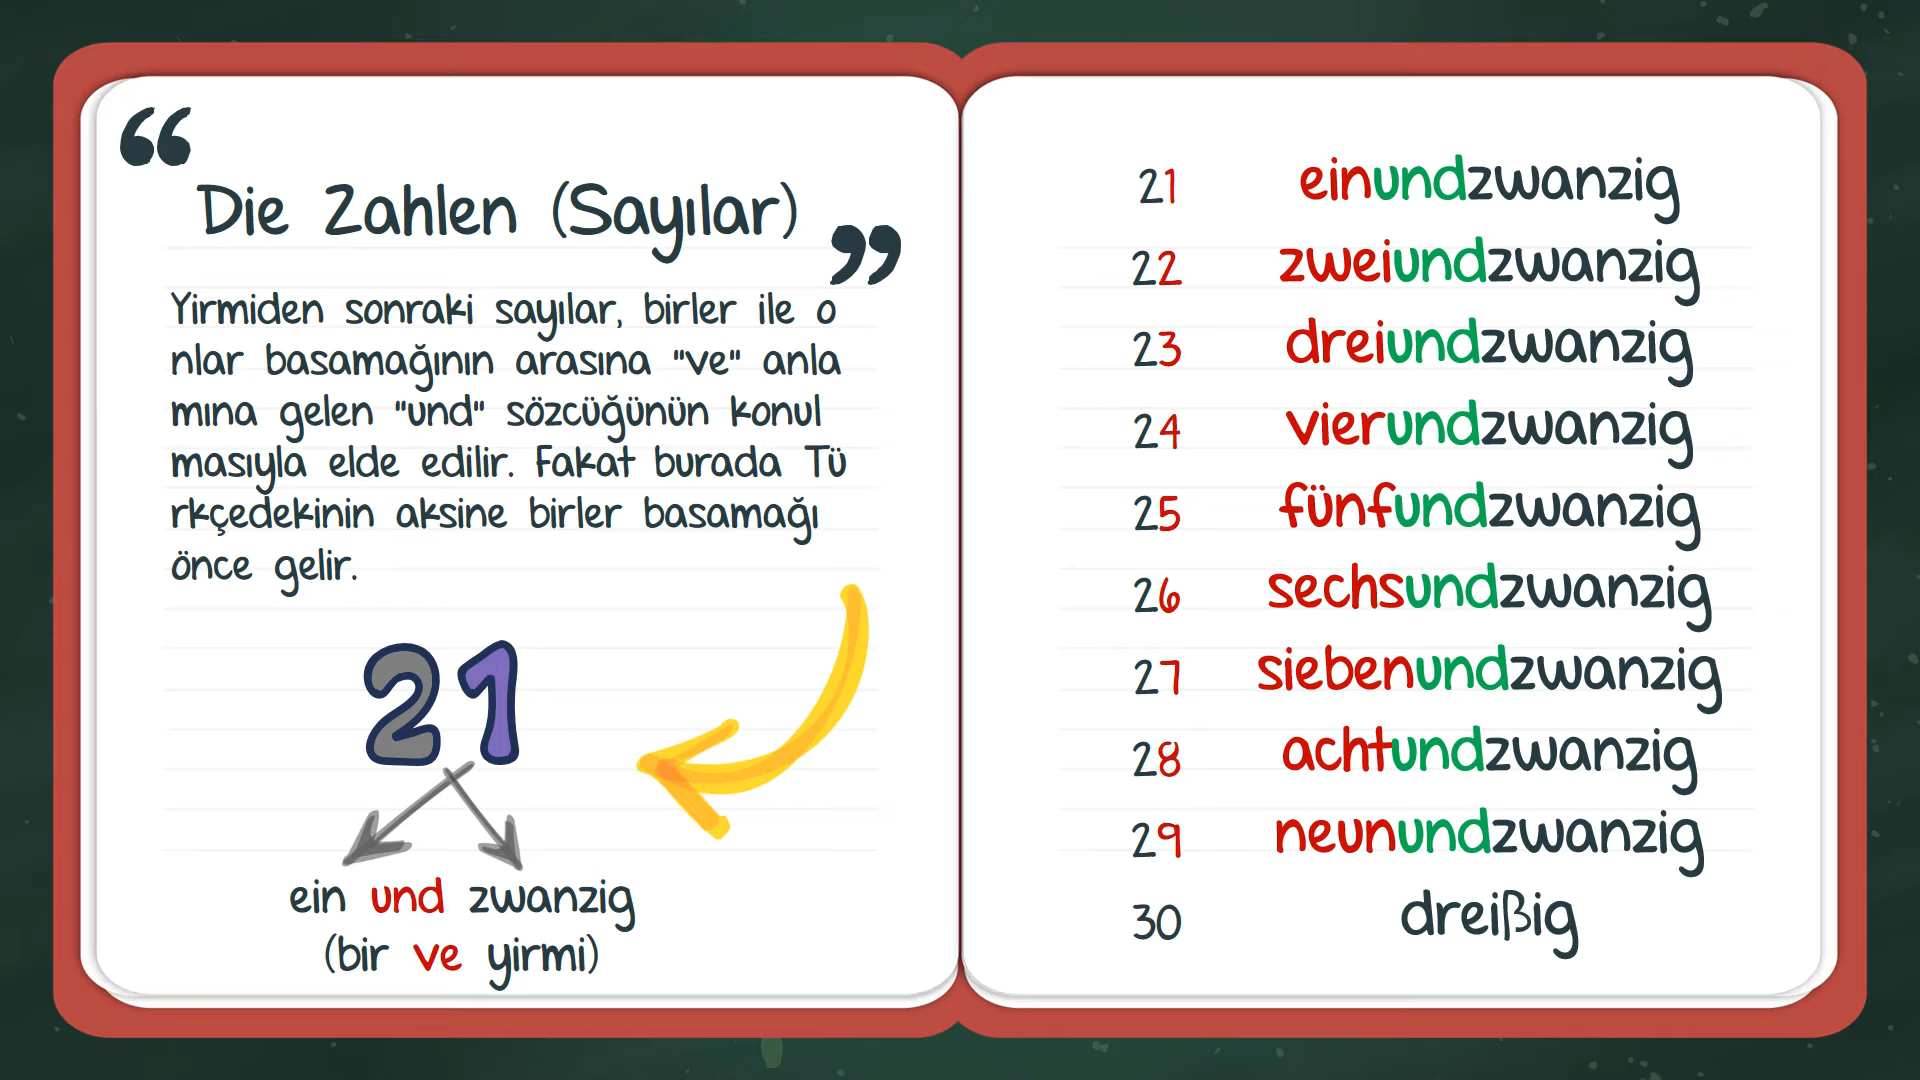 “
Die Zahlen (Sayılar)
”
Yirmiden sonraki sayılar, birler ile o
nlar basamağının arasına "ve" anla
mına gelen "und" sözcüğünün konul
masıyla elde edilir. Fakat burada Tü
rkçedekinin aksine birler basamağı
önce gelir.
21
ein und zwanzig
(bir ve yirmi)
21 einundzwanzig
22 zweiundzwanzig
23 dreiundzwanzig
24 vierundzwanzig
25 fünfundzwanzig
26 sechsundzwanzig
27 siebenundzwanzig
28 achtundzwanzig
29 neunundzwanzig
30 dreißig